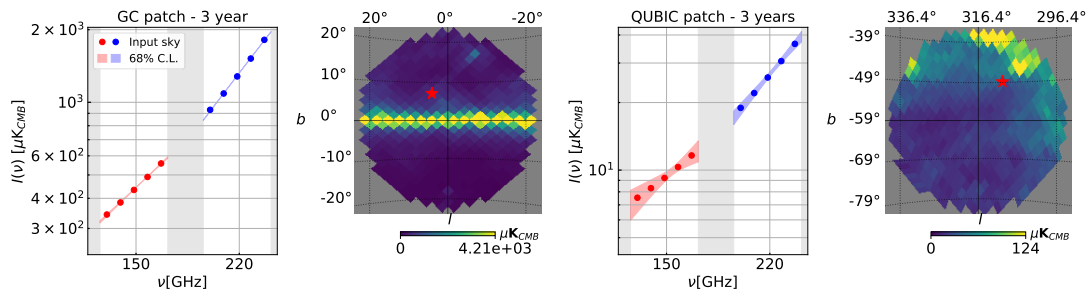 GC patch - 3 year
I(ν) [μK_CMB]
2 × 10³
10³
6 × 10²
4 × 10²
3 × 10²
Input sky
68% C.L.
150
220
ν[GHz]
20°
0°
-20°
b
20°
10°
0°
-10°
-20°
l
μK_CMB
0
4.21e+03
QUBIC patch - 3 years
I(ν) [μK_CMB]
10¹
150
220
ν[GHz]
336.4°
316.4°
296.4°
b
-39°
-49°
-59°
-69°
-79°
l
μK_CMB
0
124